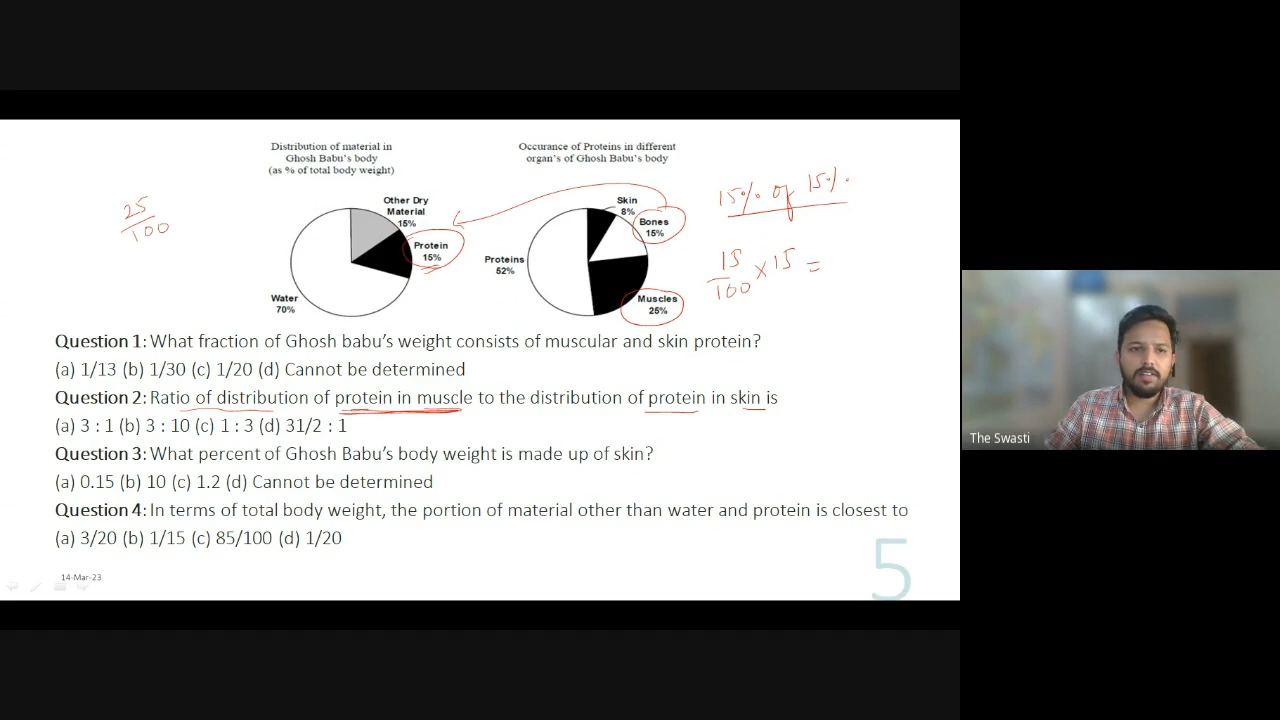 Distribution of material in
Ghosh Babu's body
(as % of total body weight)
Other Dry
Material
15%
Protein
15%
Water
70%
Occurance of Proteins in different
organ's of Ghosh Babu's body
Skin
8%
Bones
15%
Proteins
52%
Muscles
25%
25/100
15% of 15%.
15/100 × 15 =
Question 1: What fraction of Ghosh babu's weight consists of muscular and skin protein?
(a) 1/13 (b) 1/30 (c) 1/20 (d) Cannot be determined
Question 2: Ratio of distribution of protein in muscle to the distribution of protein in skin is
(a) 3 : 1 (b) 3 : 10 (c) 1 : 3 (d) 31/2 : 1
Question 3: What percent of Ghosh Babu's body weight is made up of skin?
(a) 0.15 (b) 10 (c) 1.2 (d) Cannot be determined
Question 4: In terms of total body weight, the portion of material other than water and protein is closest to
(a) 3/20 (b) 1/15 (c) 85/100 (d) 1/20
14-Mar-23
5
The Swasti